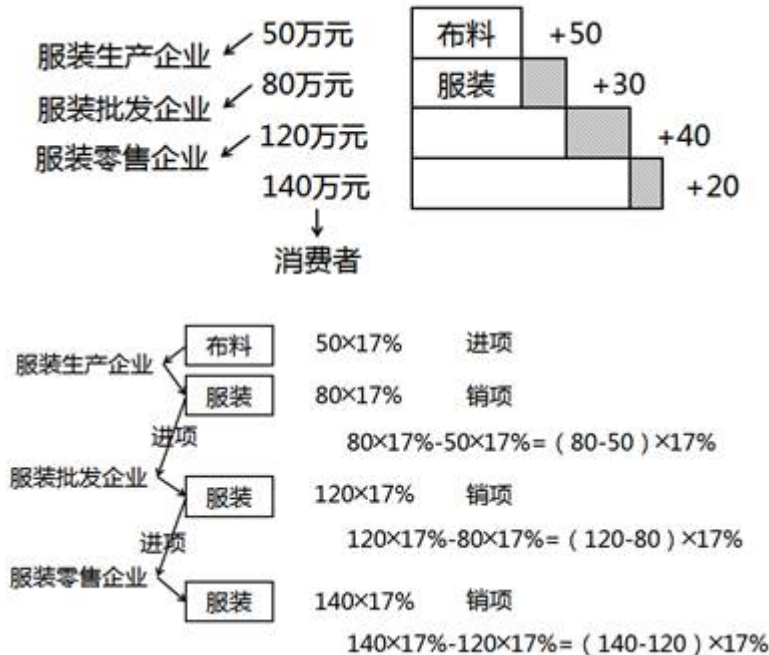 服装生产企业 50万元 布料 +50
服装批发企业 80万元 服装 +30
服装零售企业 120万元 +40
140万元 +20
消费者
布料 50×17% 进项
服装生产企业
服装 80×17% 销项
进项
80×17%-50×17%=(80-50)×17%
服装批发企业
服装 120×17% 销项
进项
120×17%-80×17%=(120-80)×17%
服装零售企业
服装 140×17% 销项
140×17%-120×17%=(140-120)×17%